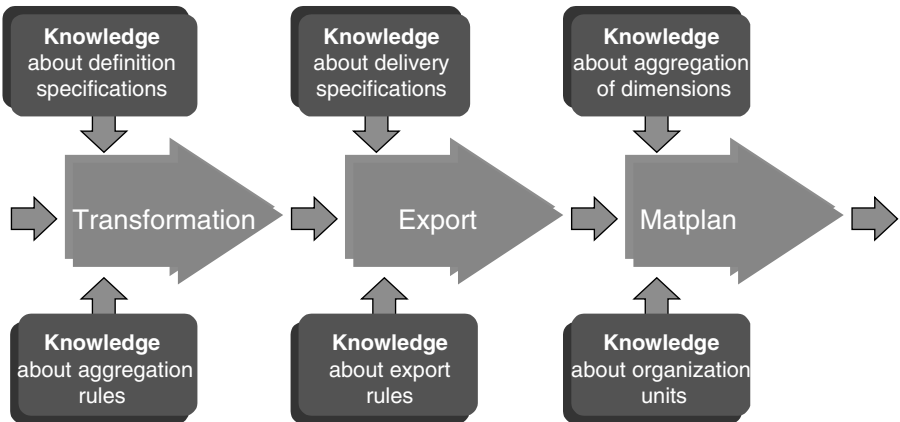 Knowledge
about definition
specifications
Knowledge
about delivery
specifications
Knowledge
about aggregation
of dimensions
Transformation
Export
Matplan
Knowledge
about aggregation
rules
Knowledge
about export
rules
Knowledge
about organization
units